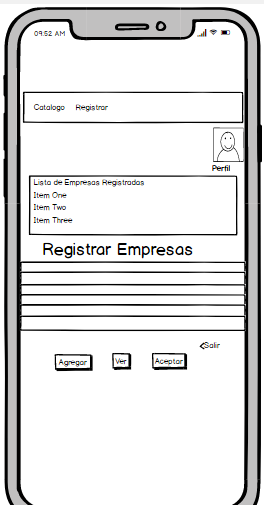 09:52 AM
Catalogo Registrar
Perfil
Lista de Empresas Registradas
Item One
Item Two
Item Three
Registrar Empresas
<Salir
Agregar Ver Aceptar